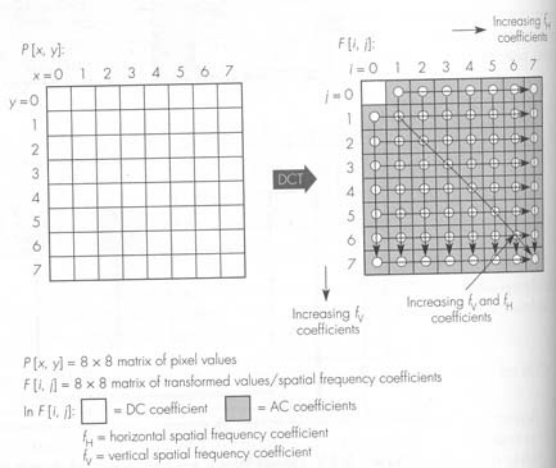 Increasing f_H
coefficients
P[x, y]:
F[i, j]:
x = 0 1 2 3 4 5 6 7
i = 0 1 2 3 4 5 6 7
y = 0
1
2
3
4
5
6
7
j = 0
1
2
3
4
5
6
7
DCT
Increasing f_V
coefficients
Increasing f_V and f_H
coefficients
P[x, y] = 8 × 8 matrix of pixel values
F[i, j] = 8 × 8 matrix of transformed values/spatial frequency coefficients
In F[i, j]: = DC coefficient = AC coefficients
f_H = horizontal spatial frequency coefficient
f_V = vertical spatial frequency coefficient